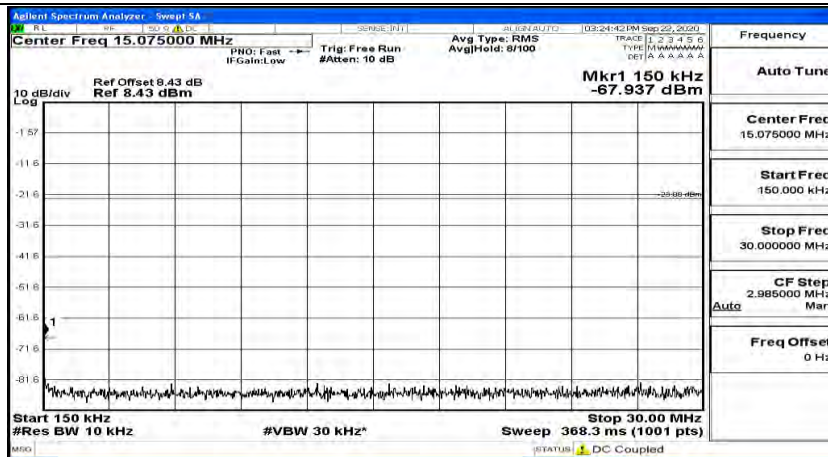 Agilent Spectrum Analyzer - Swept SA
RL RF 50 Ω DC SENSE:INT ALIGNAUTO 03:24:42 PM Sep 22, 2020
Center Freq 15.075000 MHz
PNO: Fast
IFGain:Low
Trig: Free Run
#Atten: 10 dB
Avg Type: RMS
Avg|Hold: 8/100
TRACE 1 2 3 4 5 6
TYPE M
DET A A A A A A
Ref Offset 8.43 dB
10 dB/div Ref 8.43 dBm
Log
Mkr1 150 kHz
-67.937 dBm
-1.57
-11.6
-21.6
-31.6
-41.6
-51.6
-61.6
-71.6
-81.6
1
Start 150 kHz Stop 30.00 MHz
#Res BW 10 kHz #VBW 30 kHz* Sweep 368.3 ms (1001 pts)
MSG STATUS DC Coupled
Frequency
Auto Tune
Center Freq
15.075000 MHz
Start Freq
150.000 kHz
Stop Freq
30.000000 MHz
CF Step
2.985000 MHz
Auto Man
Freq Offset
0 Hz